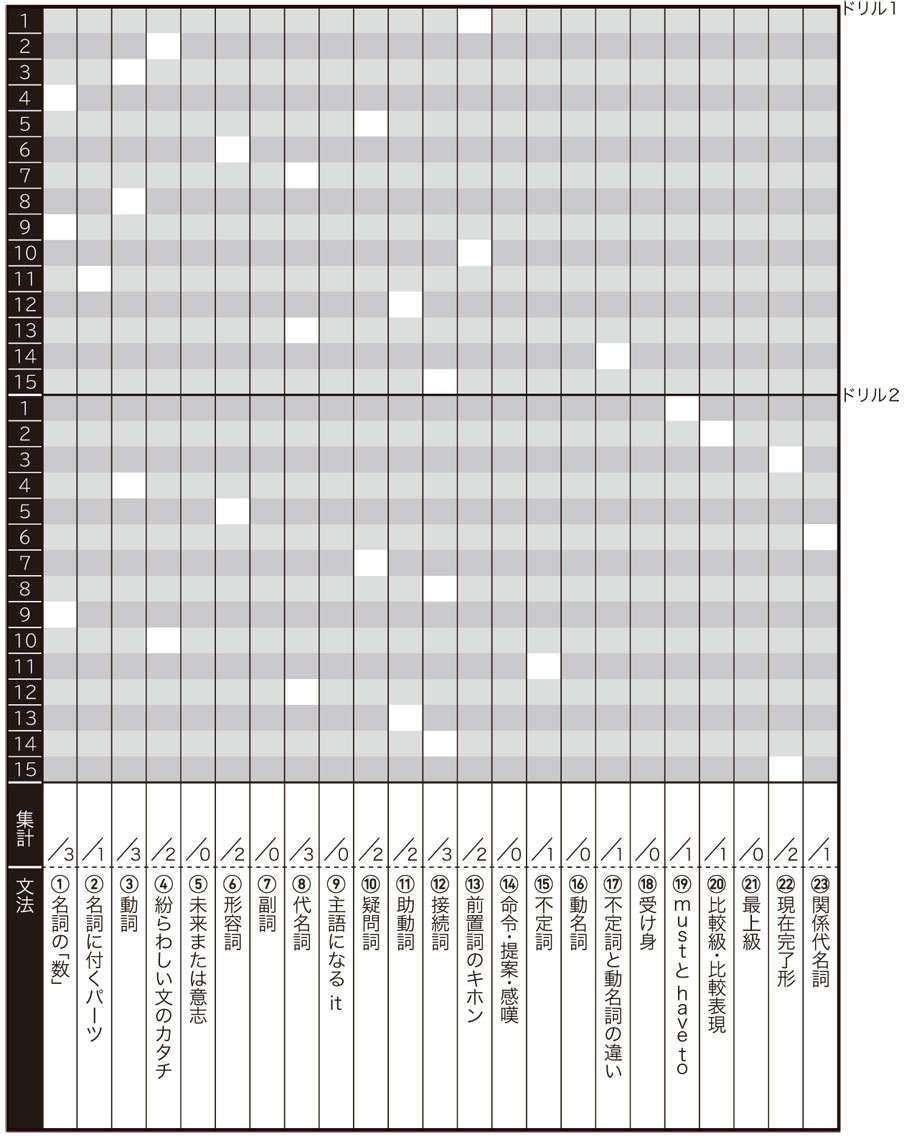 ドリル1
1
2
3
4
5
6
7
8
9
10
11
12
13
14
15
ドリル2
1
2
3
4
5
6
7
8
9
10
11
12
13
14
15
集計
/3
/1
/3
/2
/0
/2
/0
/3
/0
/2
/2
/3
/2
/0
/1
/0
/1
/0
/1
/1
/0
/2
/1
文法
①名詞の「数」
②名詞に付くパーツ
③動詞
④紛らわしい文のカタチ
⑤未来または意志
⑥形容詞
⑦副詞
⑧代名詞
⑨主語になる it
⑩疑問詞
⑪助動詞
⑫接続詞
⑬前置詞のキホン
⑭命令・提案・感嘆
⑮不定詞
⑯動名詞
⑰不定詞と動名詞の違い
⑱受け身
⑲mustとhave to
⑳比較級・比較表現
㉑最上級
㉒現在完了形
㉓関係代名詞